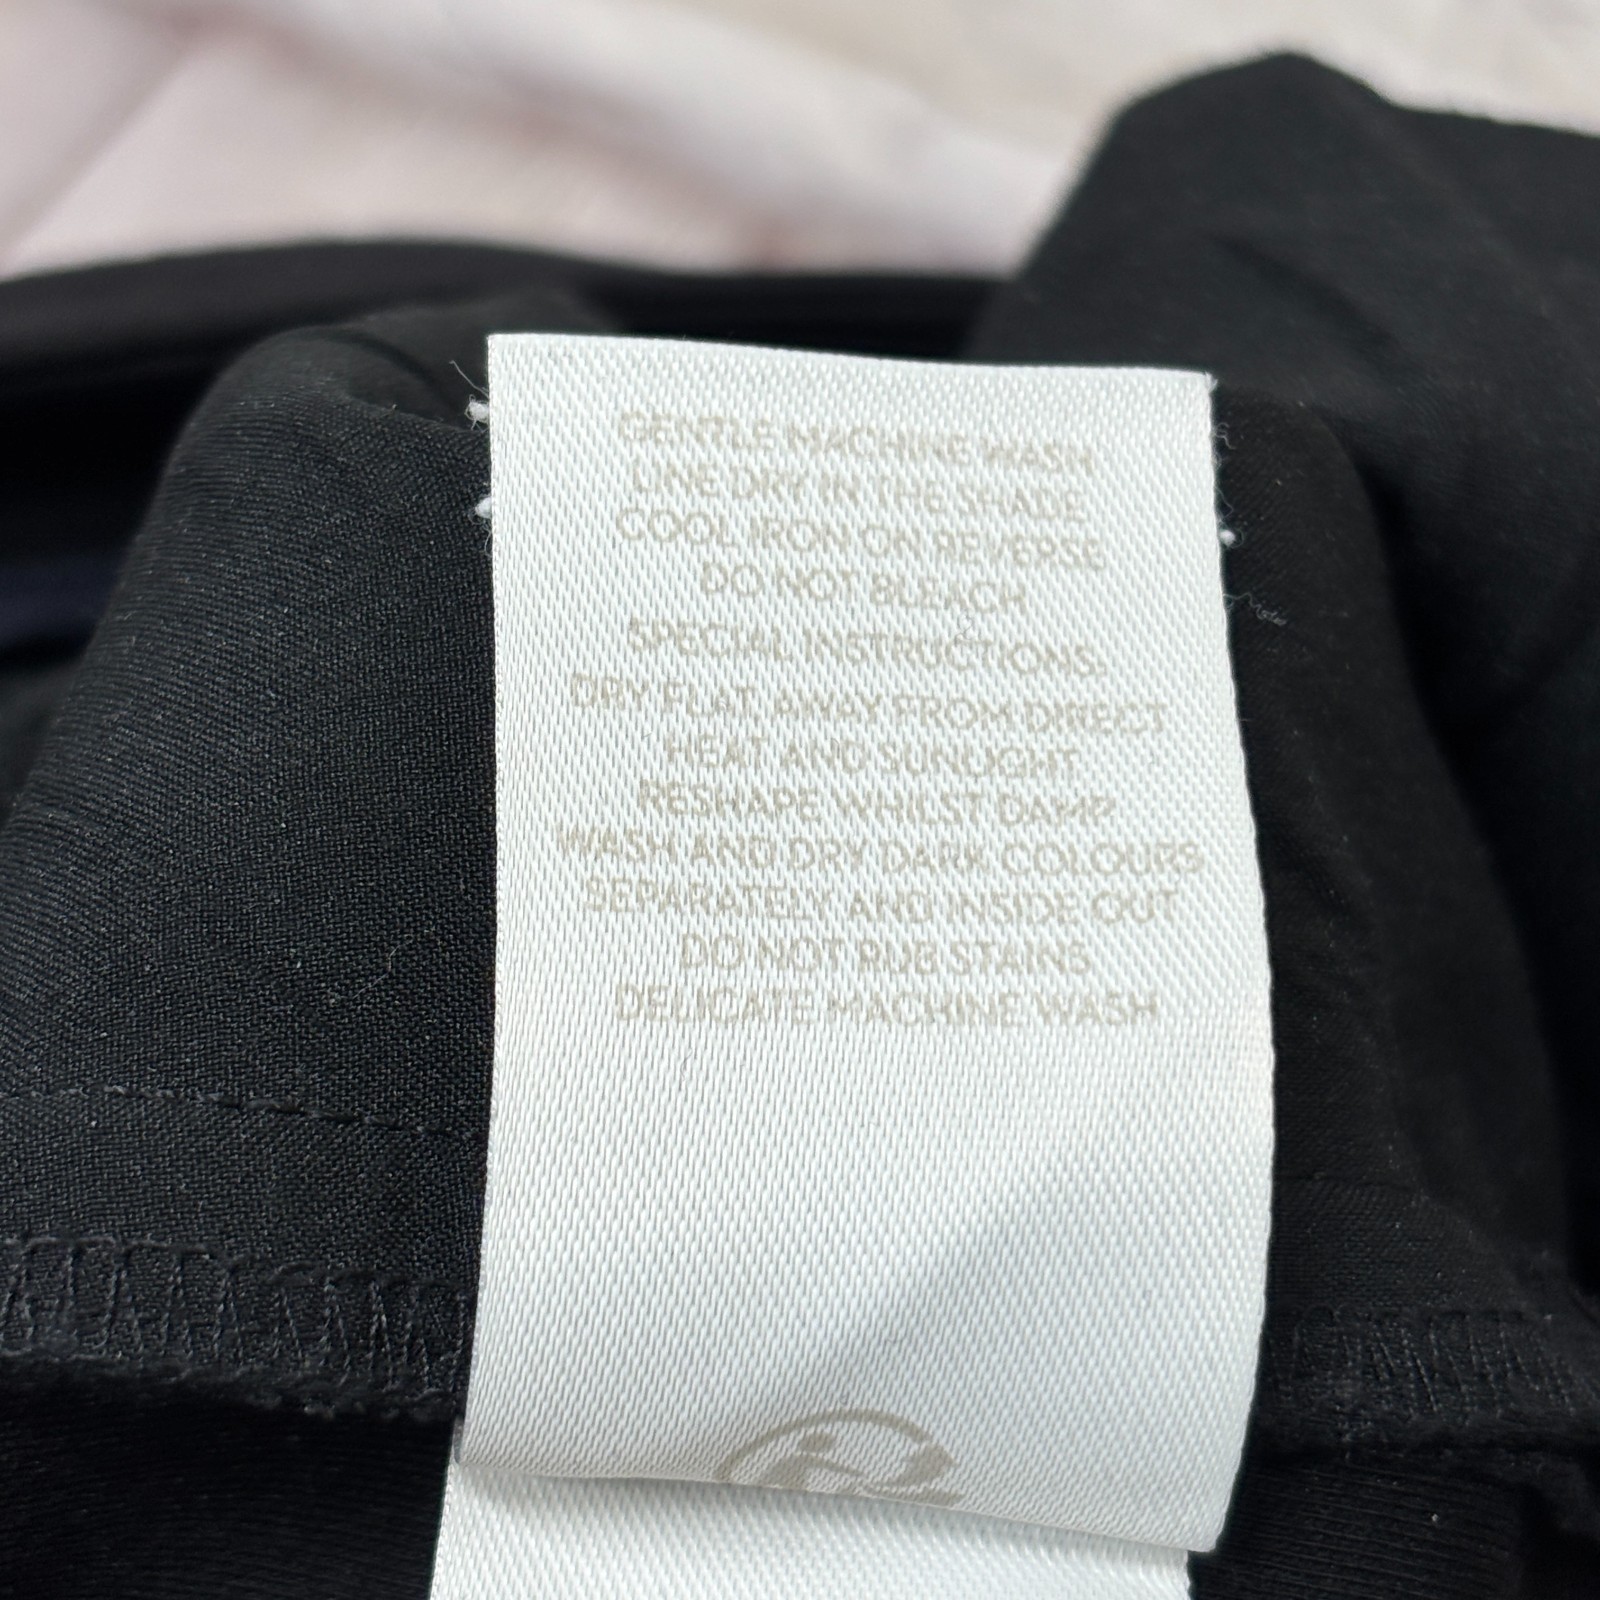 GENTLE MACHINE WASH
LINE DRY IN THE SHADE
COOL IRON ON REVERSE
DO NOT BLEACH
SPECIAL INSTRUCTIONS:
DRY FLAT AWAY FROM DIRECT
HEAT AND SUNLIGHT
RESHAPE WHILST DAMP
WASH AND DRY DARK COLOURS
SEPARATELY AND INSIDE OUT
DO NOT RUB STAINS
DELICATE MACHINE WASH